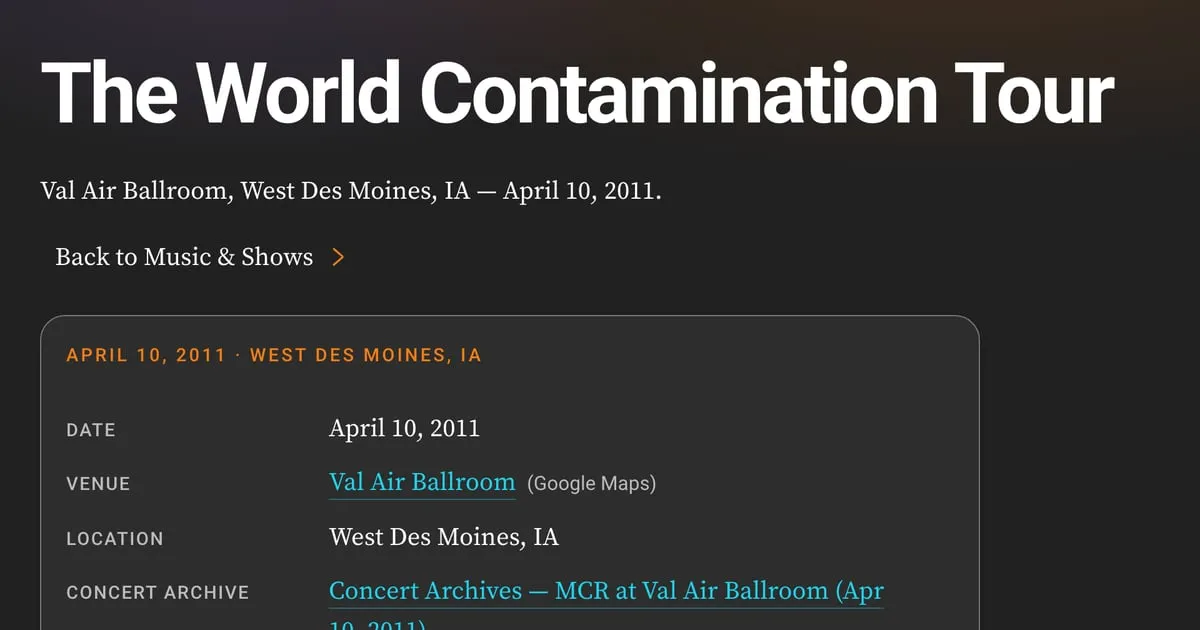 The World Contamination Tour
Val Air Ballroom, West Des Moines, IA — April 10, 2011.
Back to Music & Shows >
APRIL 10, 2011 · WEST DES MOINES, IA
DATE April 10, 2011
VENUE Val Air Ballroom (Google Maps)
LOCATION West Des Moines, IA
CONCERT ARCHIVE Concert Archives — MCR at Val Air Ballroom (Apr
10, 2011)